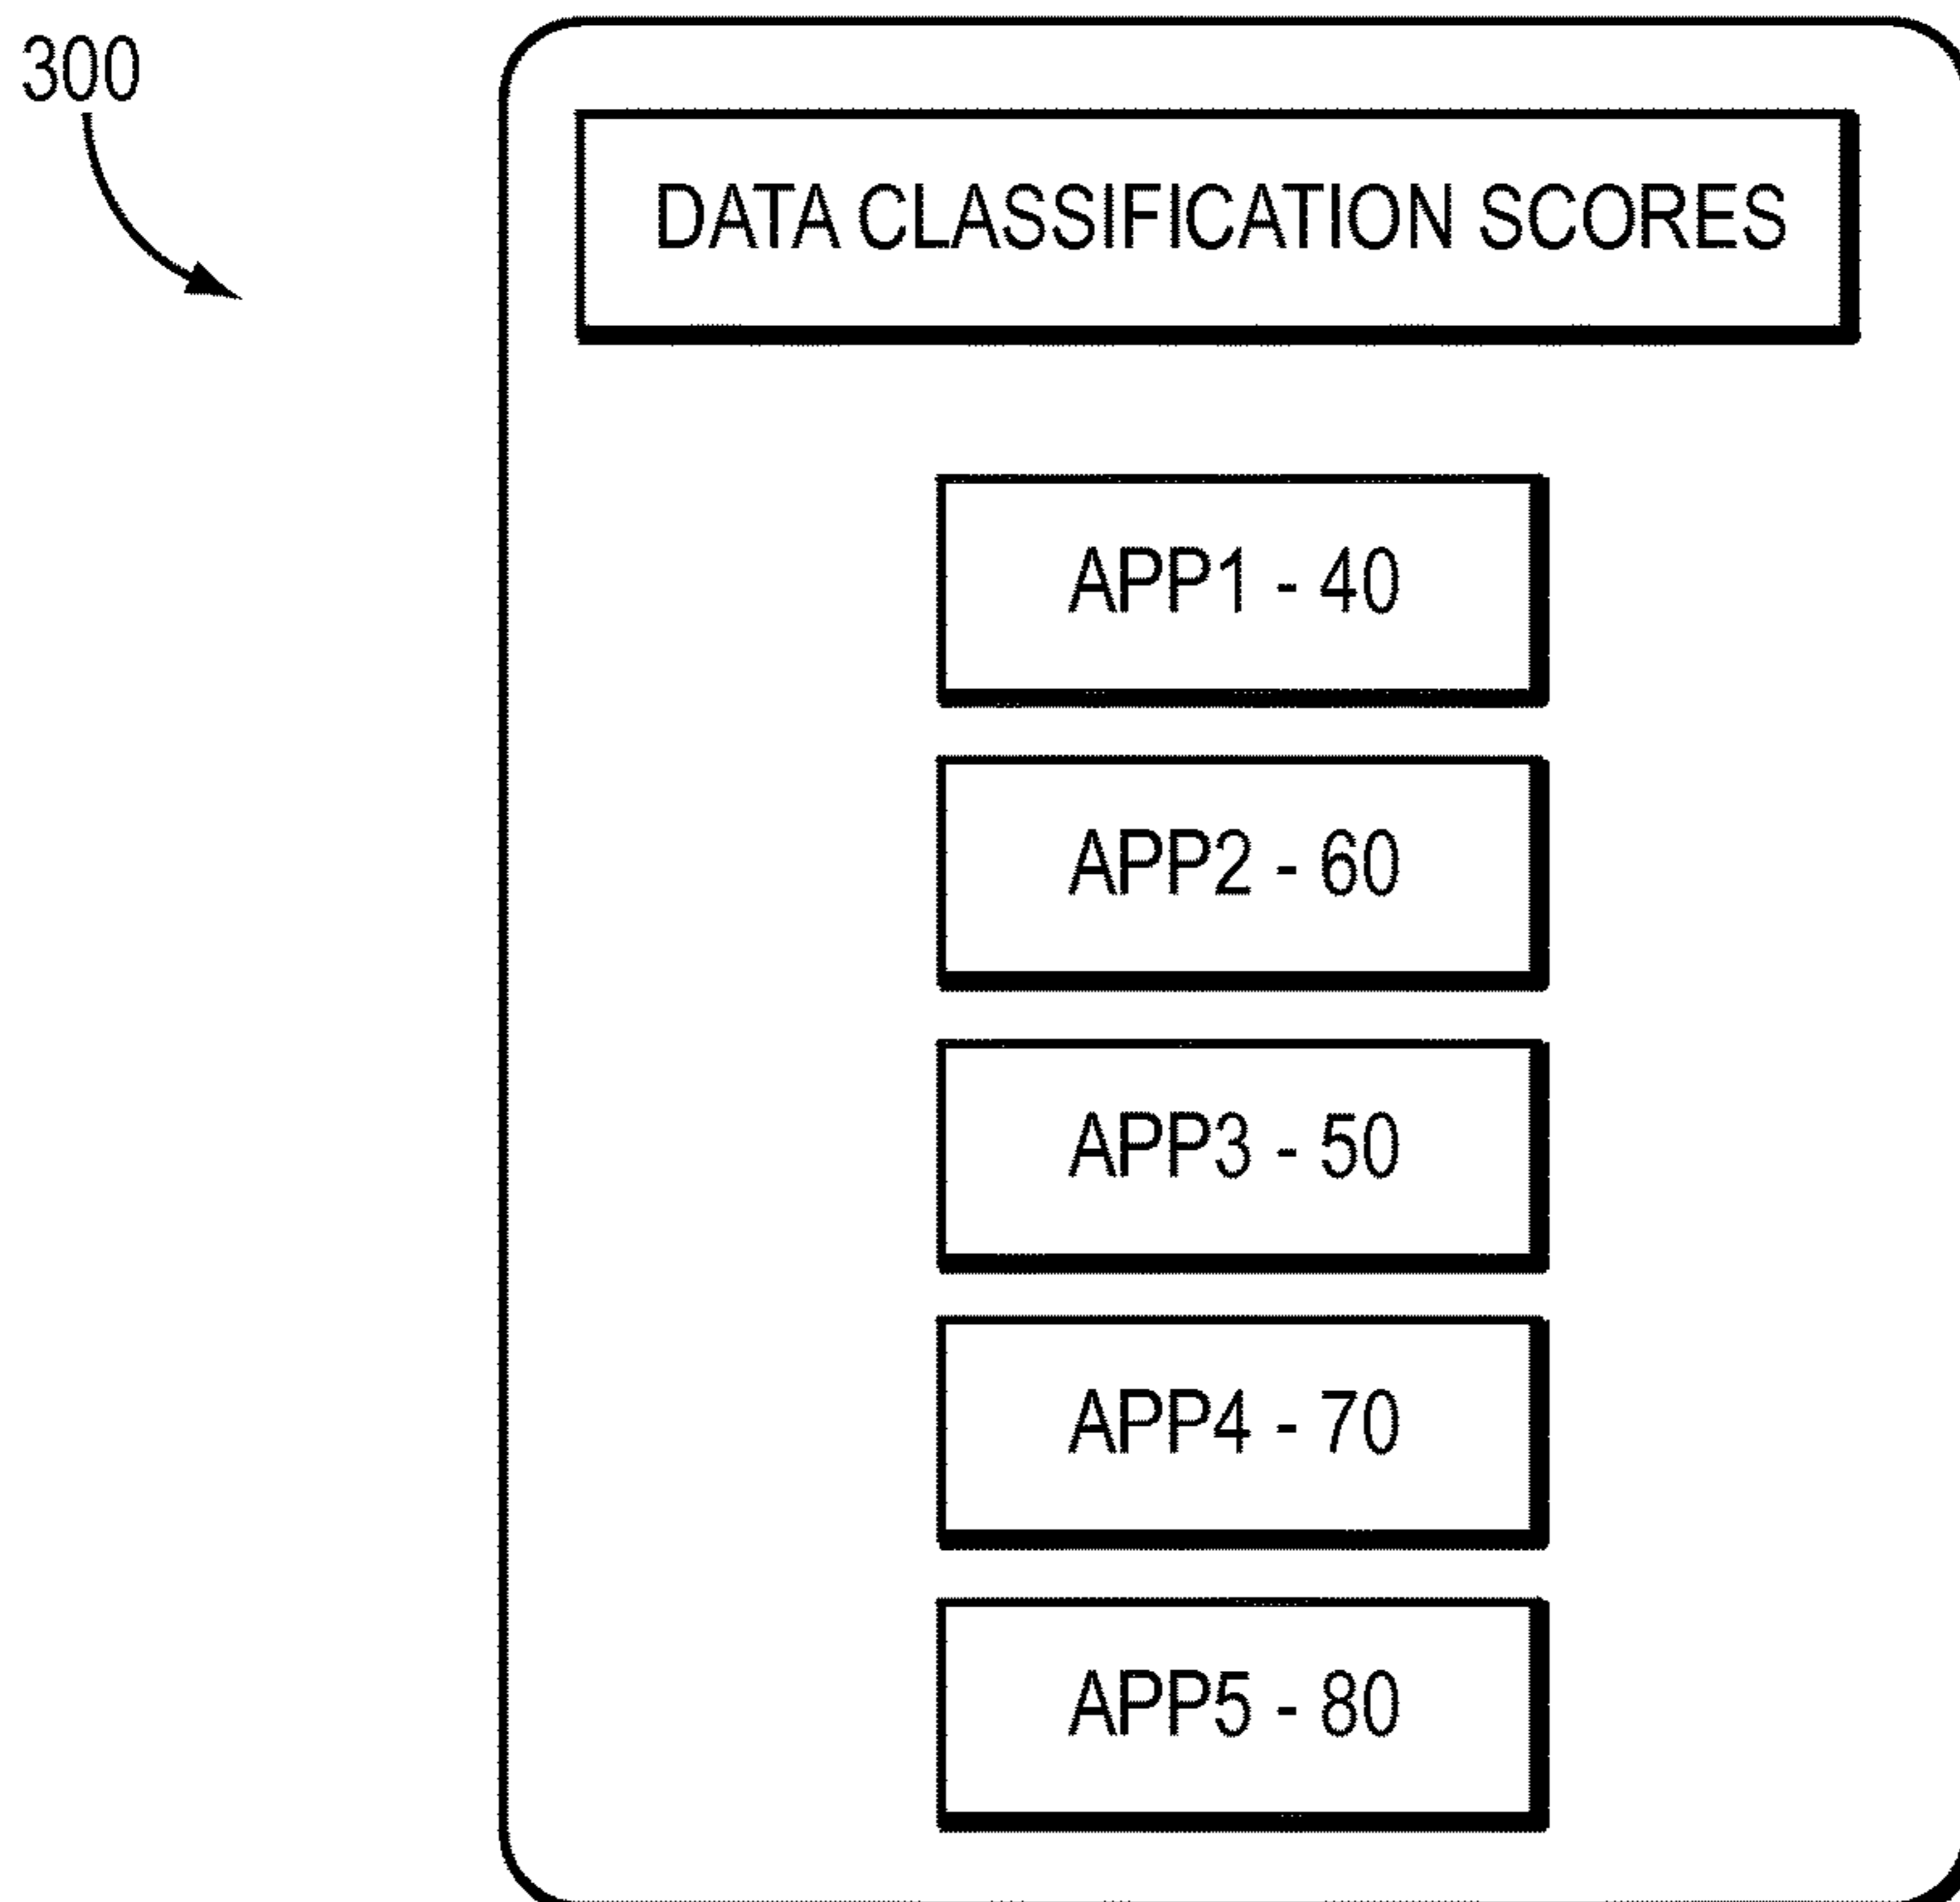 300
DATA CLASSIFICATION SCORES
APP1 - 40
APP2 - 60
APP3 - 50
APP4 - 70
APP5 - 80